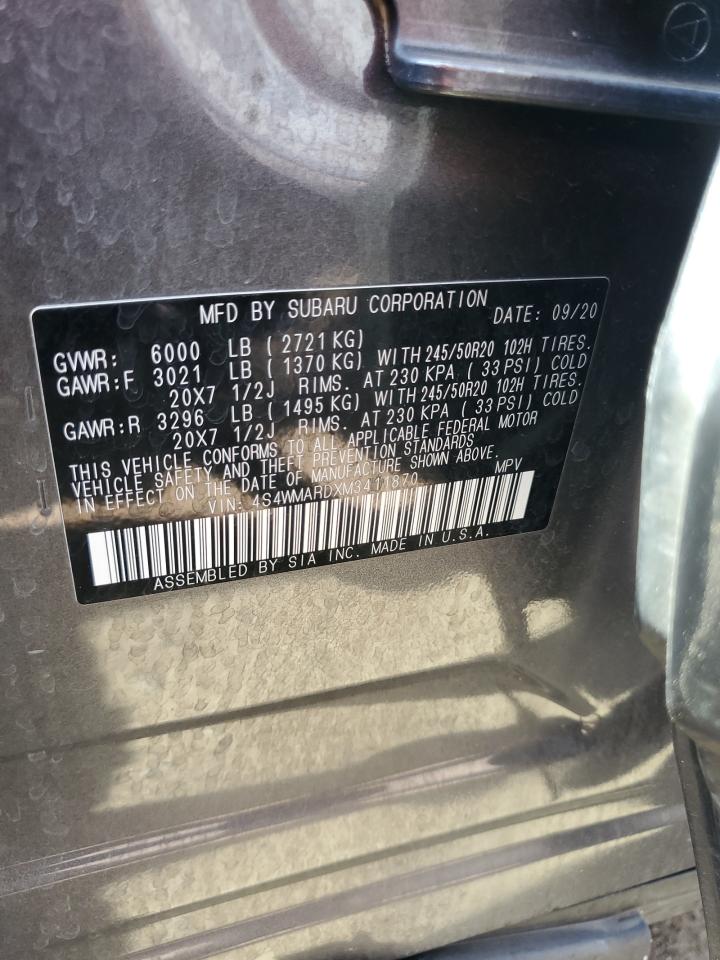 MFD BY SUBARU CORPORATION DATE: 09/20
GVWR: 6000 LB ( 2721 KG)
GAWR:F 3021 LB ( 1370 KG) WITH 245/50R20 102H TIRES.
20X7 1/2J RIMS. AT 230 KPA ( 33 PSI) COLD
GAWR:R 3296 LB ( 1495 KG) WITH 245/50R20 102H TIRES.
20X7 1/2J RIMS. AT 230 KPA ( 33 PSI) COLD
THIS VEHICLE CONFORMS TO ALL APPLICABLE FEDERAL MOTOR
VEHICLE SAFETY AND THEFT PREVENTION STANDARDS
IN EFFECT ON THE DATE OF MANUFACTURE SHOWN ABOVE.
VIN: 4S4WMARDXM3411870 MPV
ASSEMBLED BY SIA INC. MADE IN U.S.A.